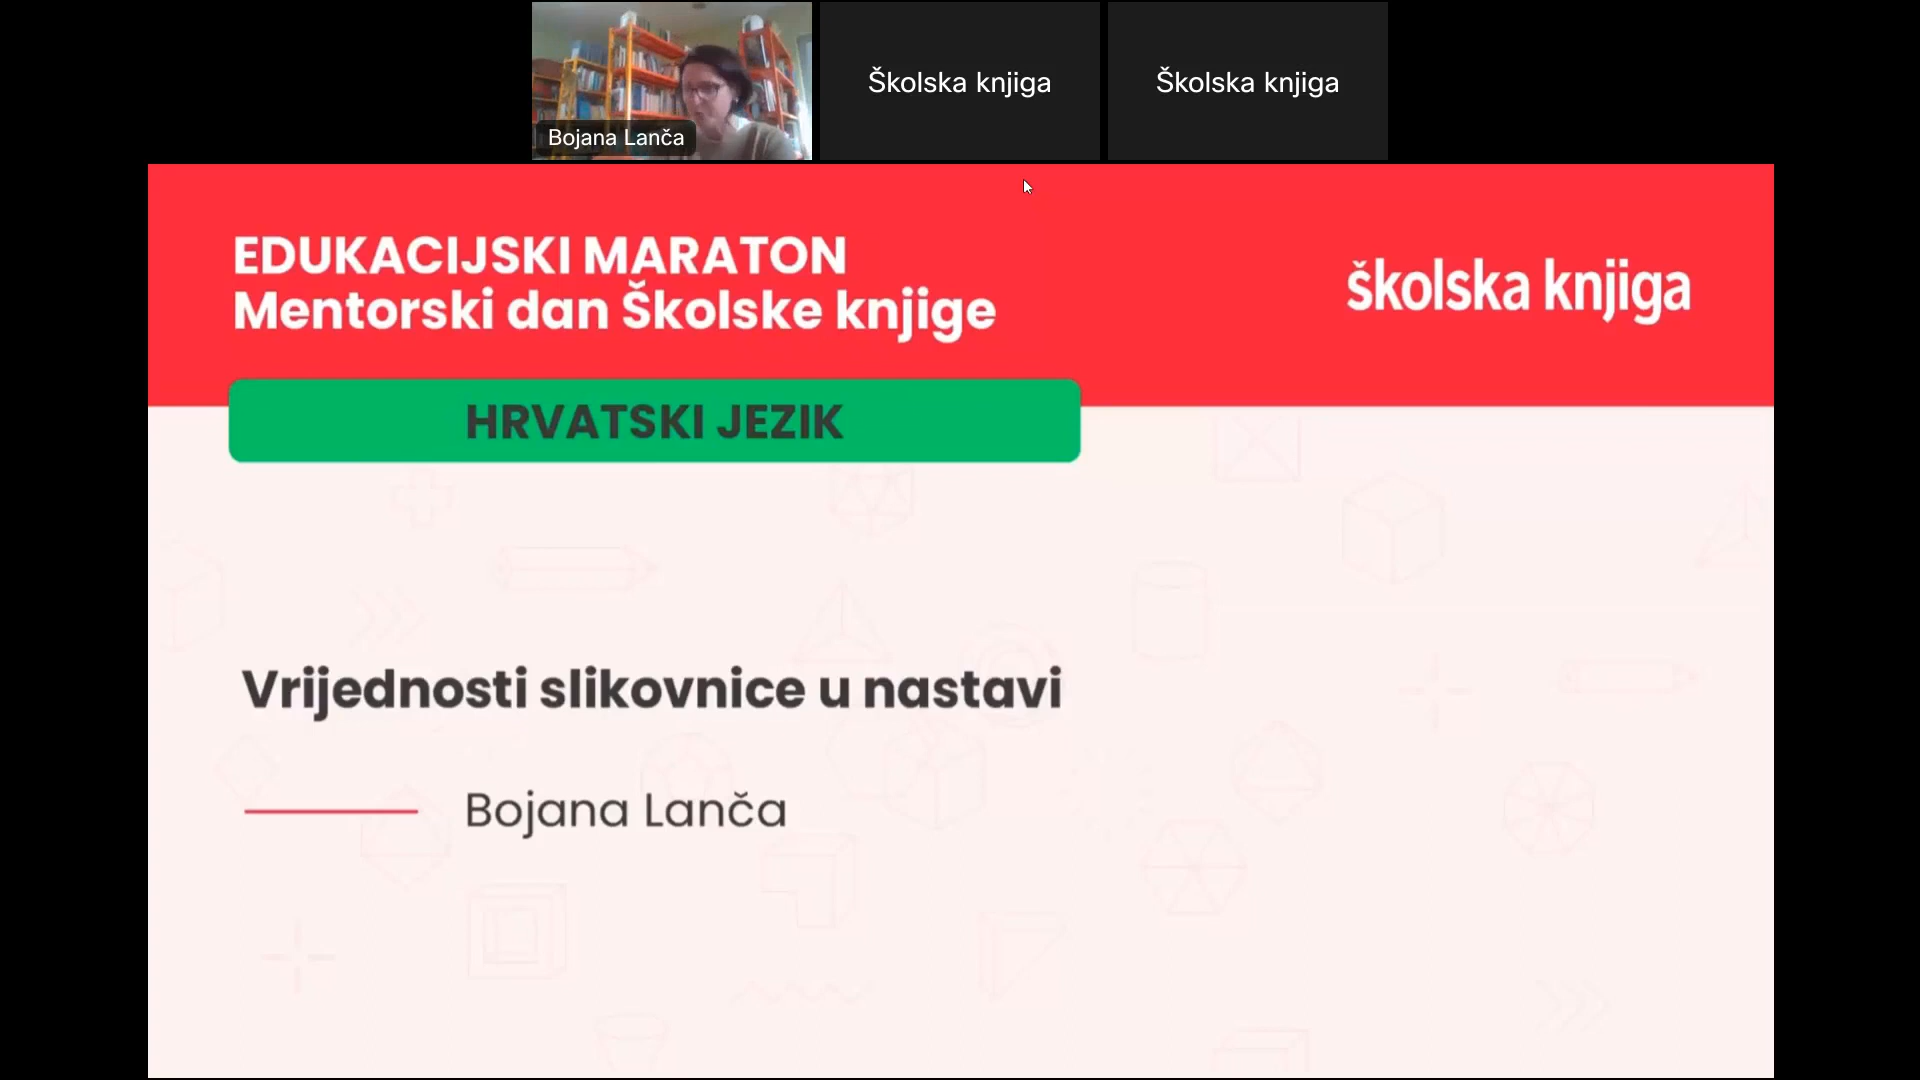 Bojana Lanča
Školska knjiga
Školska knjiga
EDUKACIJSKI MARATON
Mentorski dan Školske knjige
školska knjiga
HRVATSKI JEZIK
Vrijednosti slikovnice u nastavi
Bojana Lanča